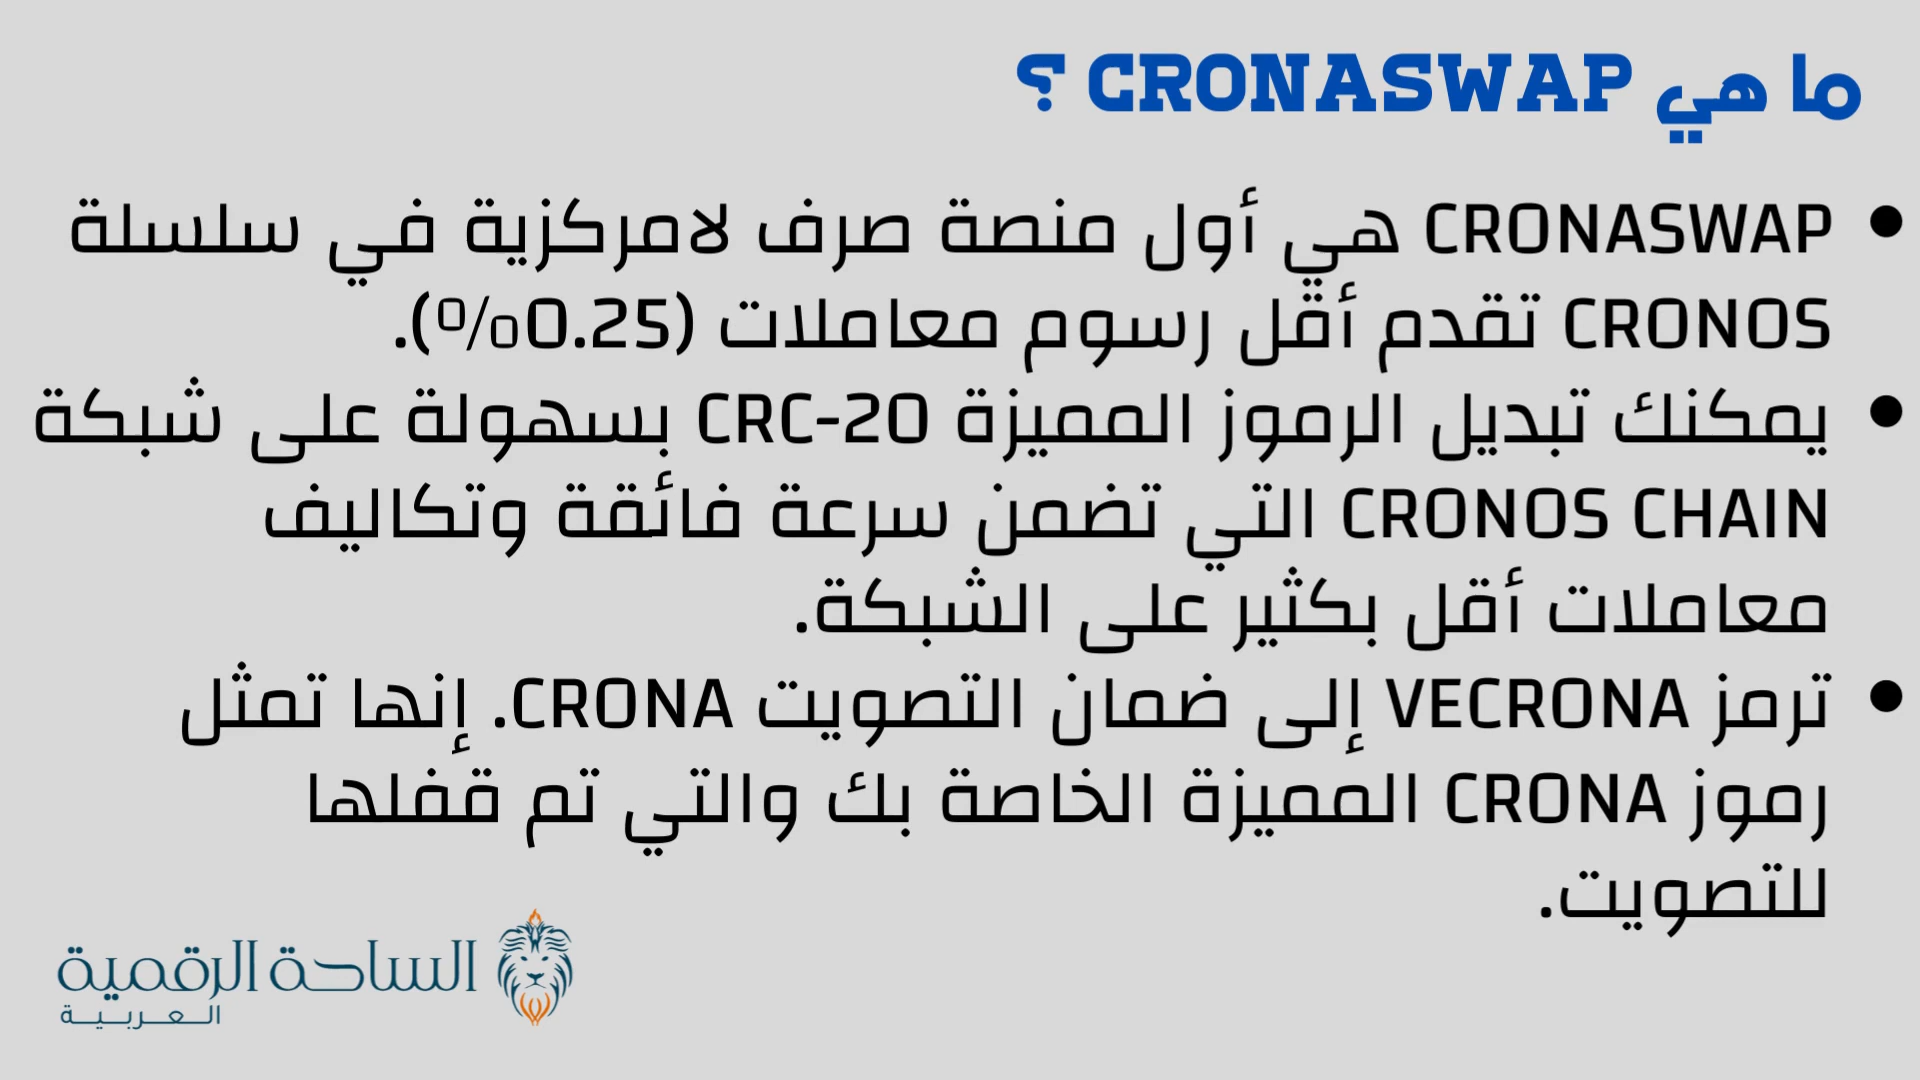 ما هي CRONASWAP ؟
• CRONASWAP هي أول منصة صرف لامركزية في سلسلة
CRONOS تقدم أقل رسوم معاملات (0.25%).
• يمكنك تبديل الرموز المميزة CRC-20 بسهولة على شبكة
CRONOS CHAIN التي تضمن سرعة فائقة وتكاليف
معاملات أقل بكثير على الشبكة.
• ترمز VECRONA إلى ضمان التصويت CRONA. إنها تمثل
رموز CRONA المميزة الخاصة بك والتي تم قفلها
للتصويت.
الساحة الرقمية
العربية